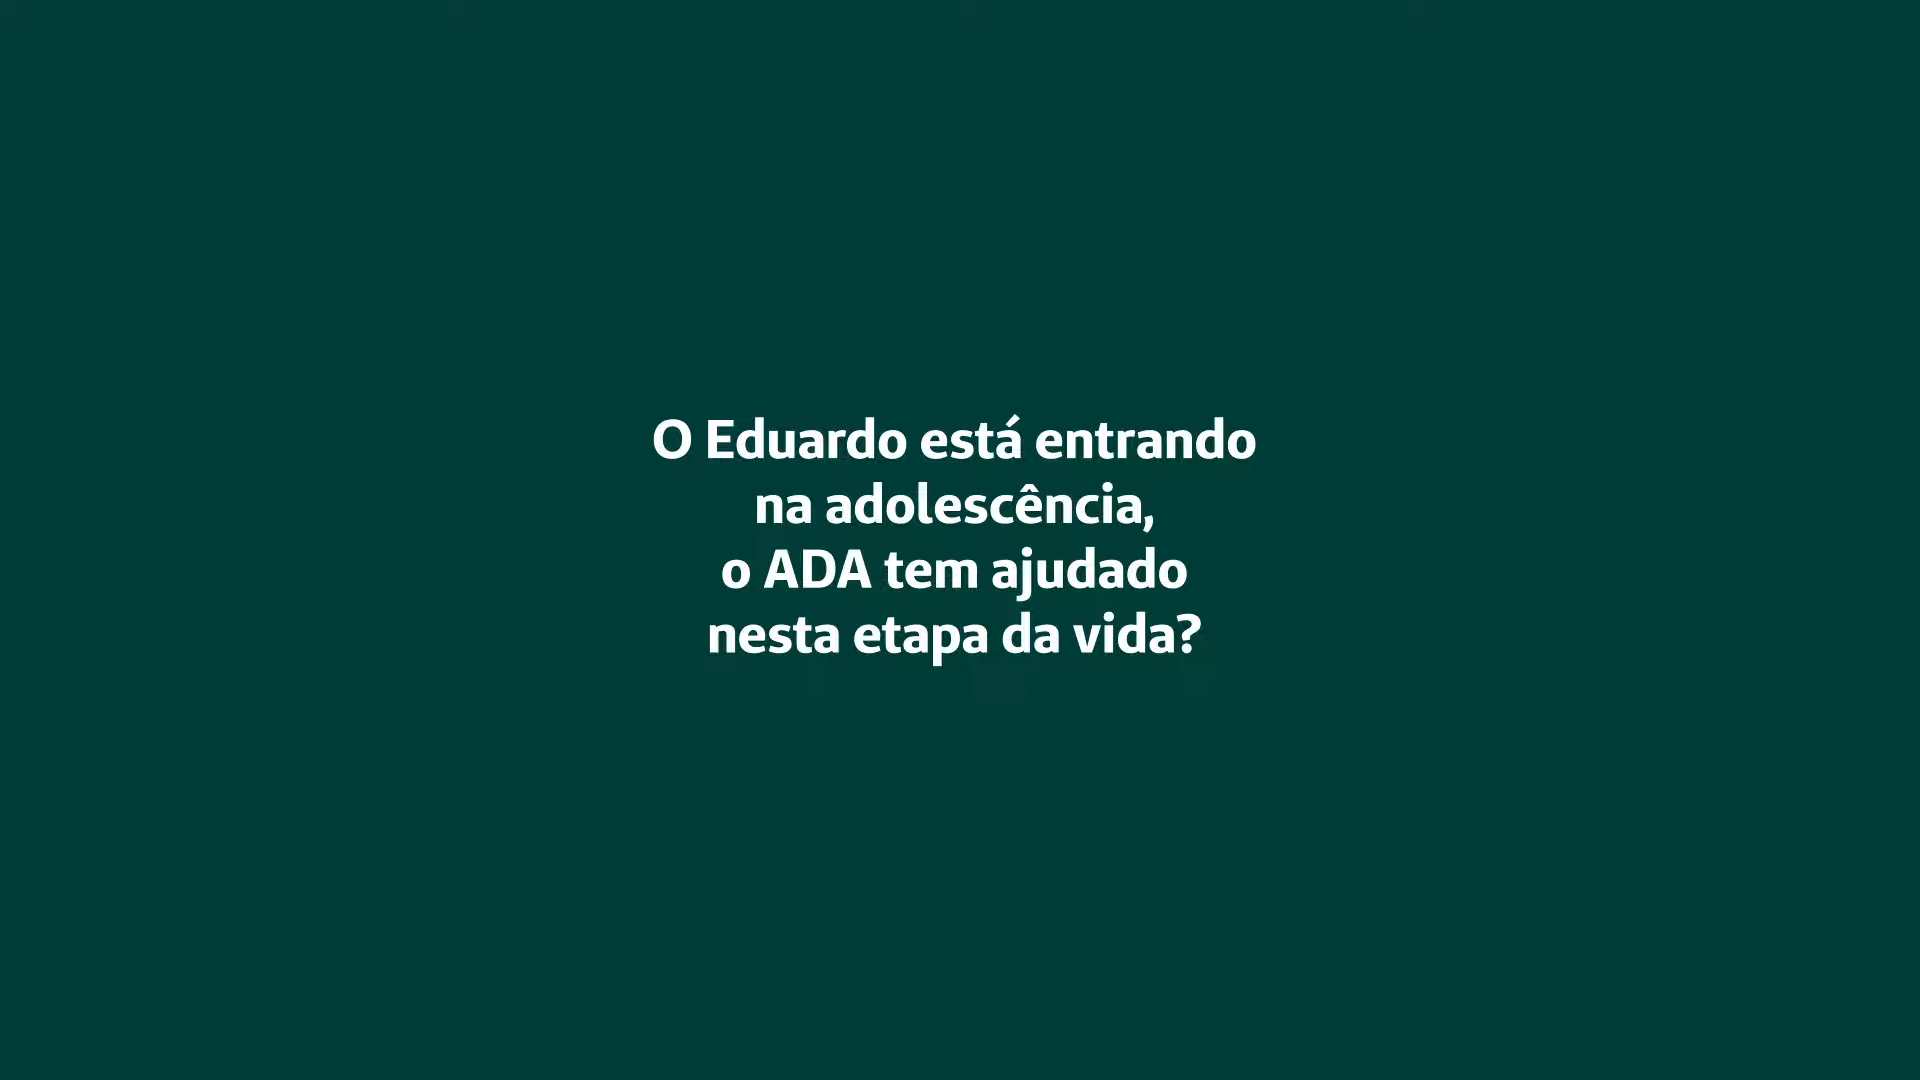 O Eduardo está entrando
na adolescência,
o ADA tem ajudado
nesta etapa da vida?